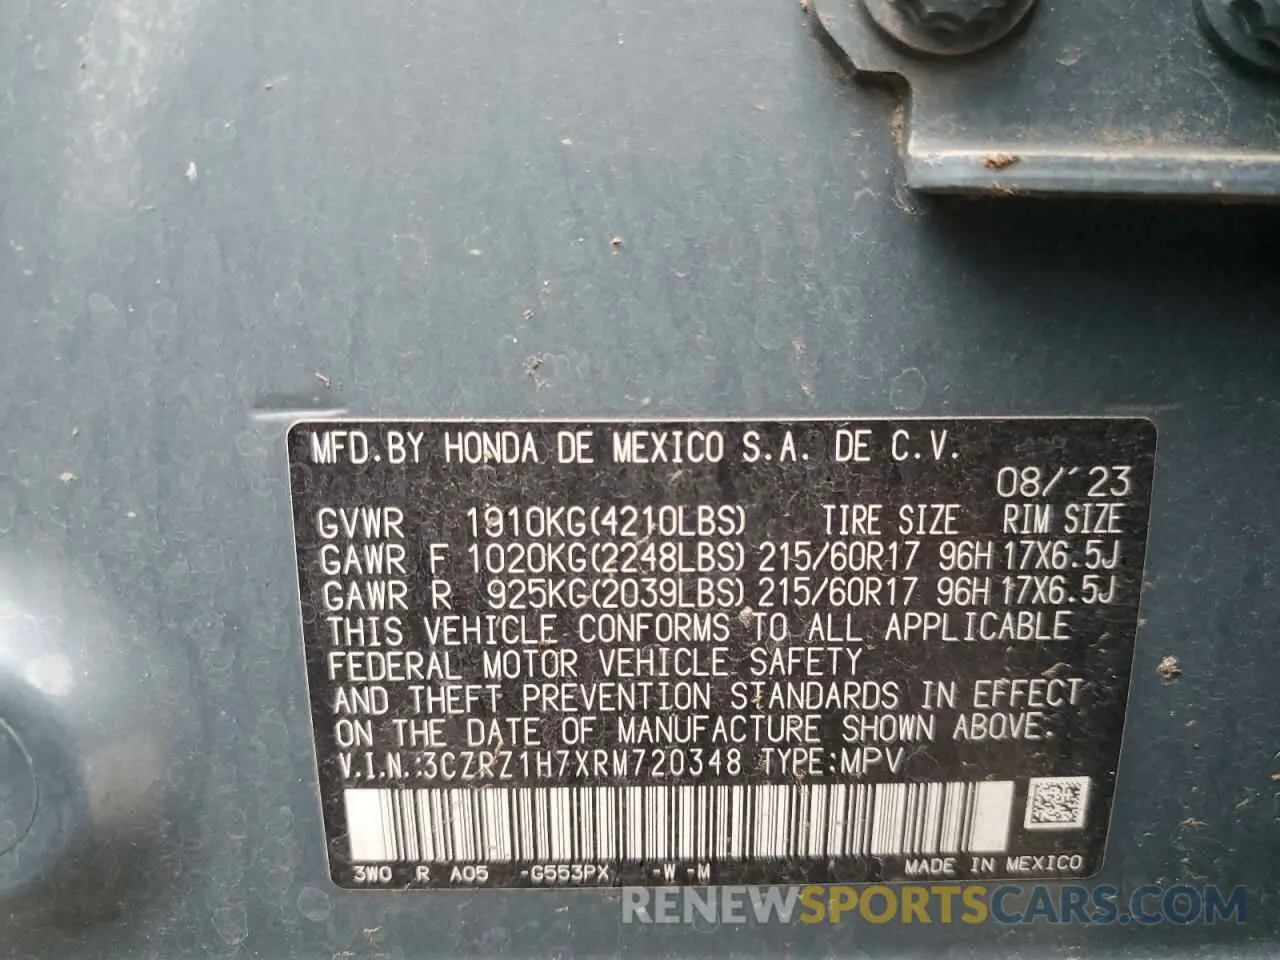 MFD.BY HONDA DE MEXICO S.A. DE C.V.
08/´23
GVWR 1910KG(4210LBS) TIRE SIZE RIM SIZE
GAWR F 1020KG(2248LBS) 215/60R17 96H 17X6.5J
GAWR R 925KG(2039LBS) 215/60R17 96H 17X6.5J
THIS VEHICLE CONFORMS TO ALL APPLICABLE
FEDERAL MOTOR VEHICLE SAFETY
AND THEFT PREVENTION STANDARDS IN EFFECT
ON THE DATE OF MANUFACTURE SHOWN ABOVE.
V.I.N.:3CZRZ1H7XRM720348 TYPE:MPV
3W0 R A05 -G553PX -W -M MADE IN MEXICO
RENEWSPORTSCARS.COM